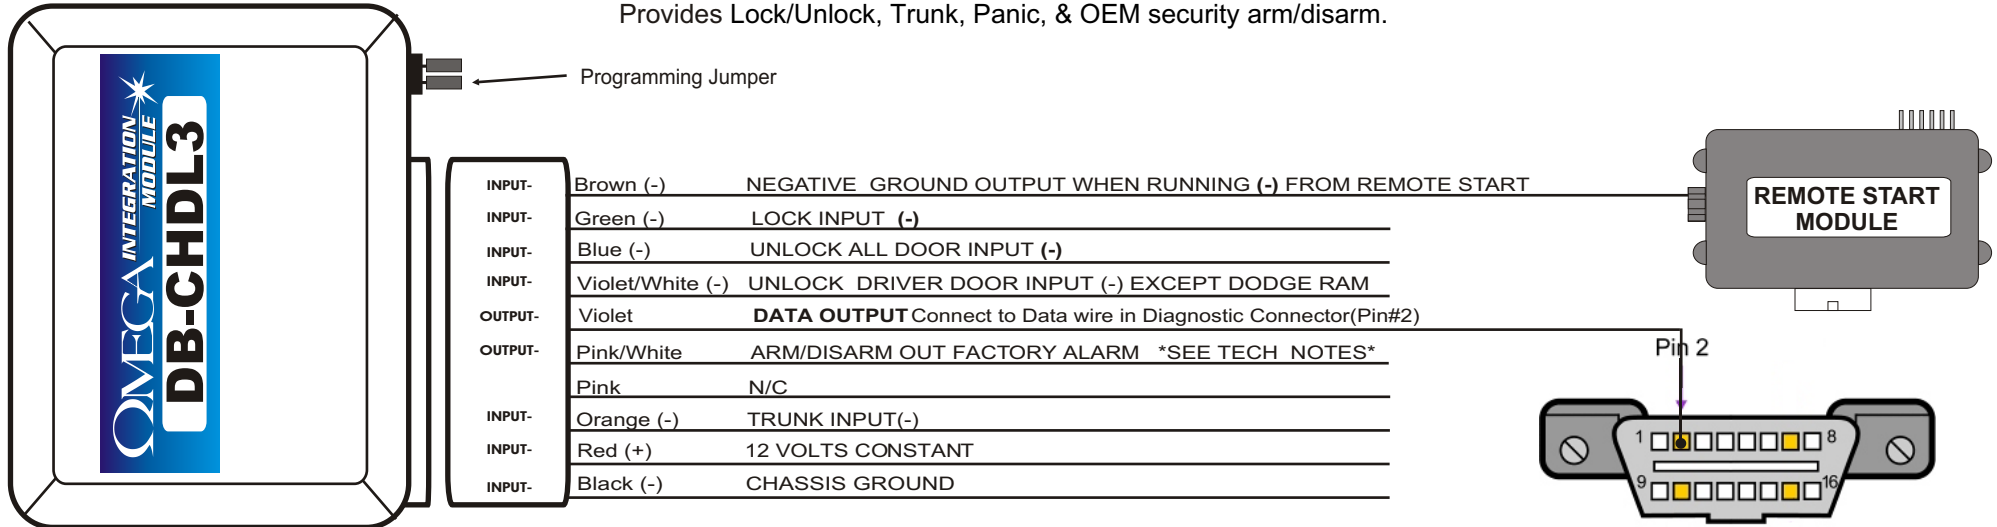 Provides Lock/Unlock, Trunk, Panic, & OEM security arm/disarm.
Programming Jumper
OMEGA INTEGRATION MODULE
DB-CHDL3
INPUT- Brown (-) NEGATIVE GROUND OUTPUT WHEN RUNNING (-) FROM REMOTE START
INPUT- Green (-) LOCK INPUT (-)
INPUT- Blue (-) UNLOCK ALL DOOR INPUT (-)
INPUT- Violet/White (-) UNLOCK DRIVER DOOR INPUT (-) EXCEPT DODGE RAM
OUTPUT- Violet DATA OUTPUT Connect to Data wire in Diagnostic Connector(Pin#2)
OUTPUT- Pink/White ARM/DISARM OUT FACTORY ALARM *SEE TECH NOTES*
Pink N/C
INPUT- Orange (-) TRUNK INPUT(-)
INPUT- Red (+) 12 VOLTS CONSTANT
INPUT- Black (-) CHASSIS GROUND
REMOTE START
MODULE
Pin 2
1 8
9 16